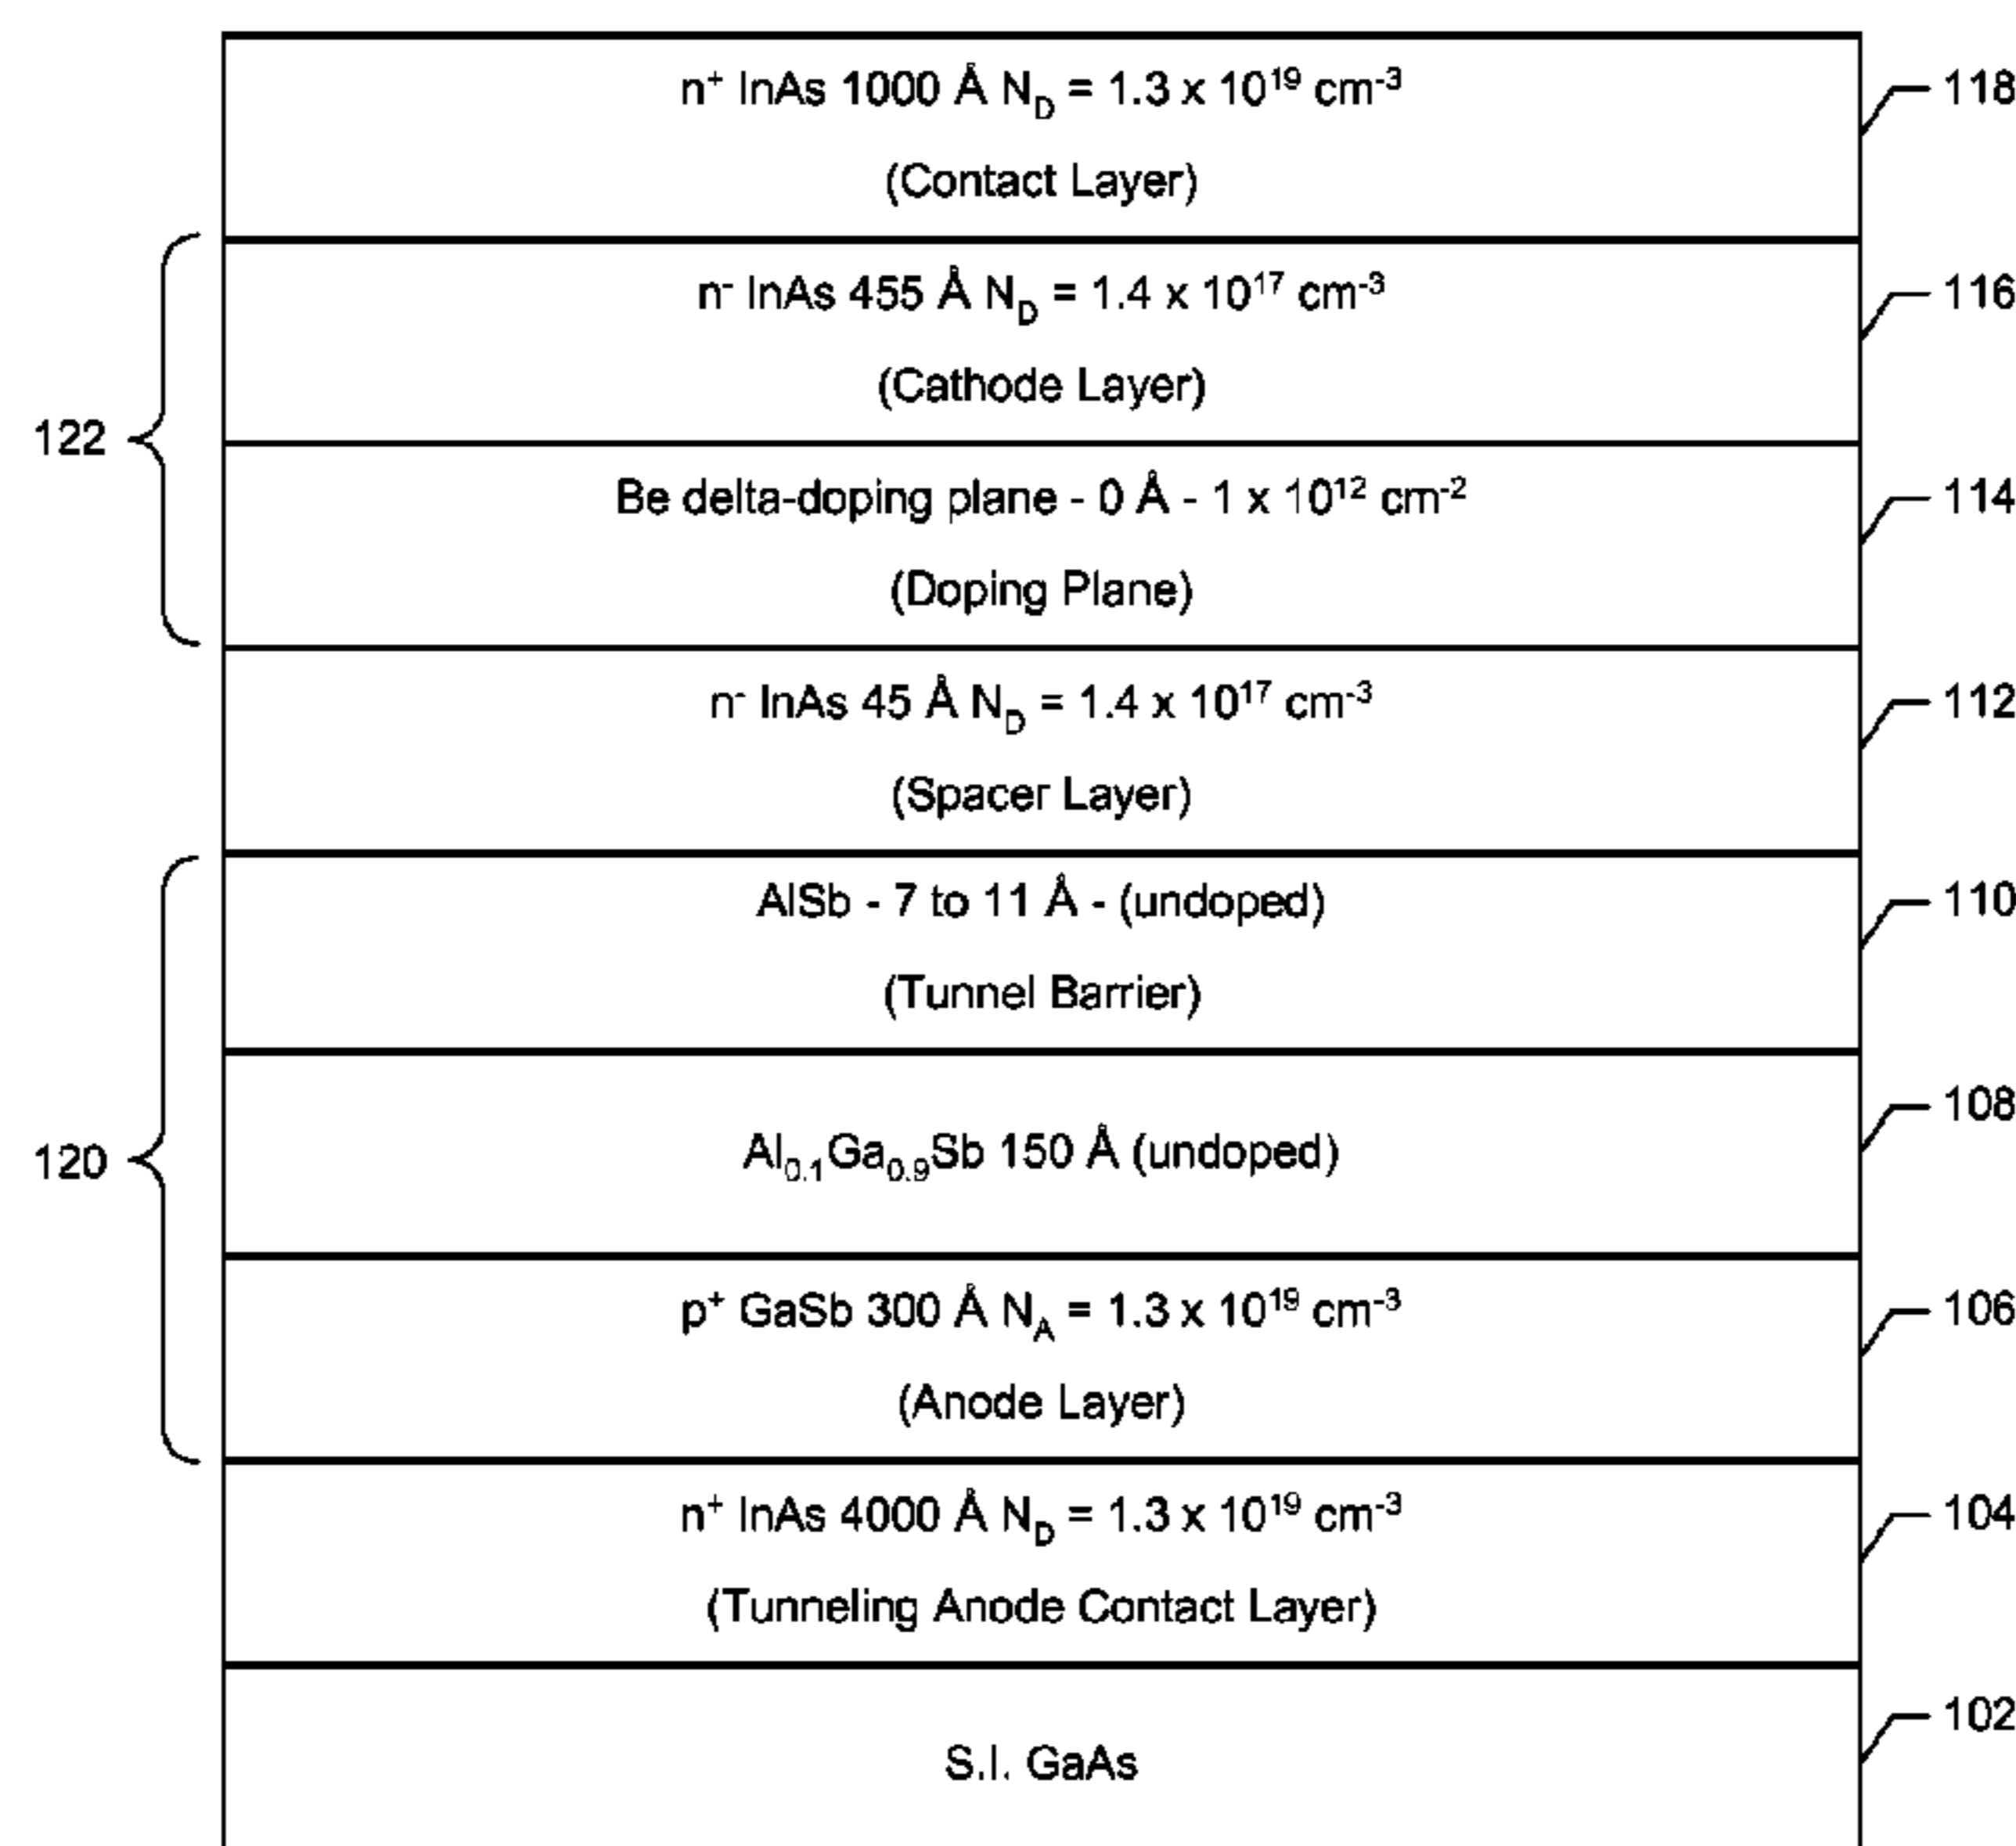 n⁺ InAs 1000 Å N_D = 1.3 x 10¹⁹ cm⁻³
118
(Contact Layer)
n⁻ InAs 455 Å N_D = 1.4 x 10¹⁷ cm⁻³
116
(Cathode Layer)
122
Be delta-doping plane - 0 Å - 1 x 10¹² cm⁻²
114
(Doping Plane)
n⁻ InAs 45 Å N_D = 1.4 x 10¹⁷ cm⁻³
112
(Spacer Layer)
AlSb - 7 to 11 Å - (undoped)
110
(Tunnel Barrier)
108
Al₀.₁Ga₀.₉Sb 150 Å (undoped)
120
p⁺ GaSb 300 Å N_A = 1.3 x 10¹⁹ cm⁻³
106
(Anode Layer)
n⁺ InAs 4000 Å N_D = 1.3 x 10¹⁹ cm⁻³
104
(Tunneling Anode Contact Layer)
102
S.I. GaAs